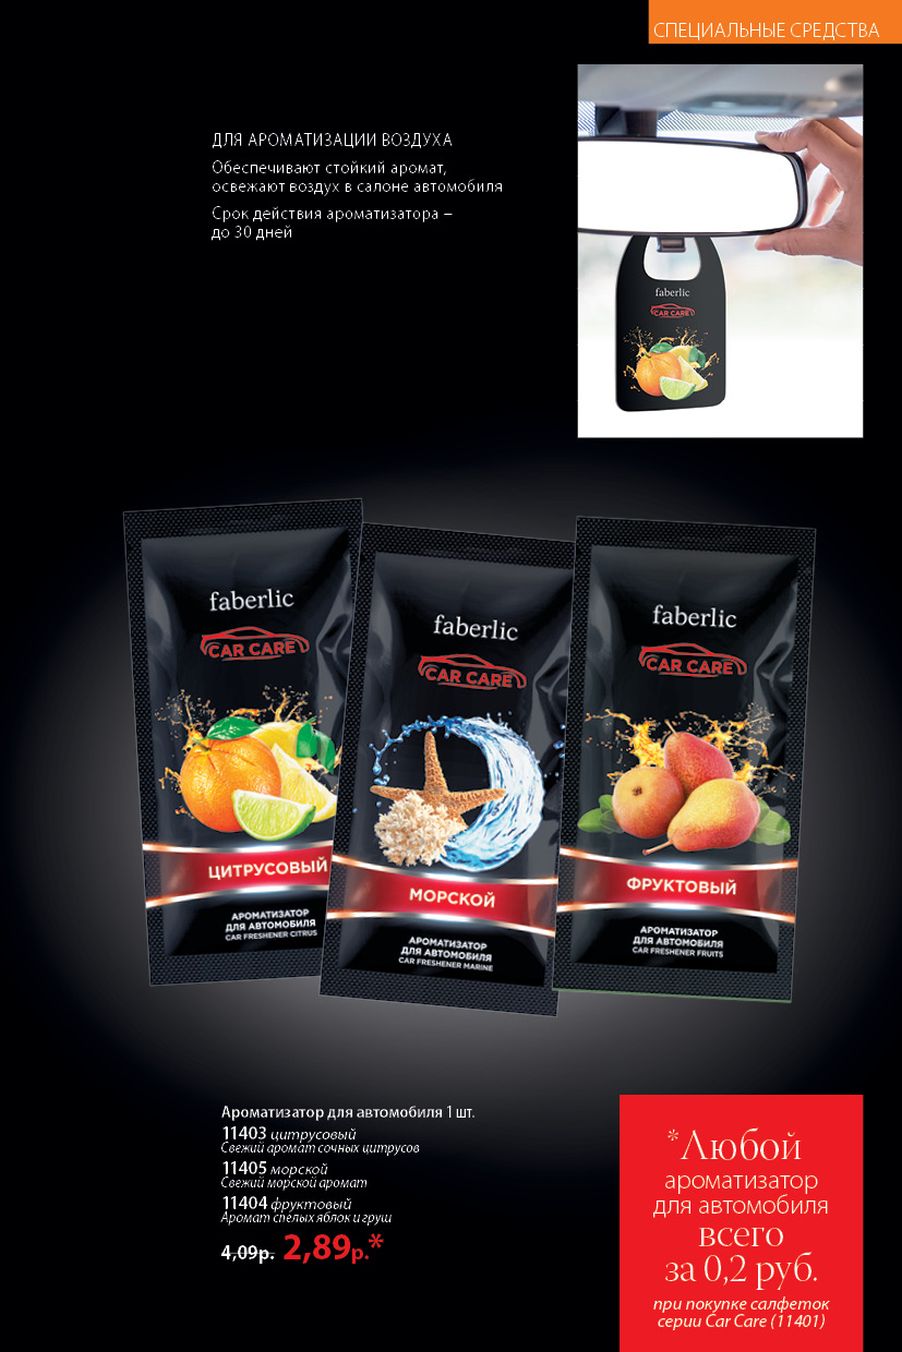 СПЕЦИАЛЬНЫЕ СРЕДСТВА
ДЛЯ АРОМАТИЗАЦИИ ВОЗДУХА
Обеспечивают стойкий аромат,
освежают воздух в салоне автомобиля
Срок действия ароматизатора –
до 30 дней
faberlic
CAR CARE
faberlic
CAR CARE
ЦИТРУСОВЫЙ
АРОМАТИЗАТОР
ДЛЯ АВТОМОБИЛЯ
CAR FRESHENER CITRUS
faberlic
CAR CARE
МОРСКОЙ
АРОМАТИЗАТОР
ДЛЯ АВТОМОБИЛЯ
CAR FRESHENER MARINE
faberlic
CAR CARE
ФРУКТОВЫЙ
АРОМАТИЗАТОР
ДЛЯ АВТОМОБИЛЯ
CAR FRESHENER FRUITS
Ароматизатор для автомобиля 1 шт.
11403 цитрусовый
Свежий аромат сочных цитрусов
11405 морской
Свежий морской аромат
11404 фруктовый
Аромат спелых яблок и груш
4,09р. 2,89р.*
*Любой
ароматизатор
для автомобиля
всего
за 0,2 руб.
при покупке салфеток
серии Car Care (11401)